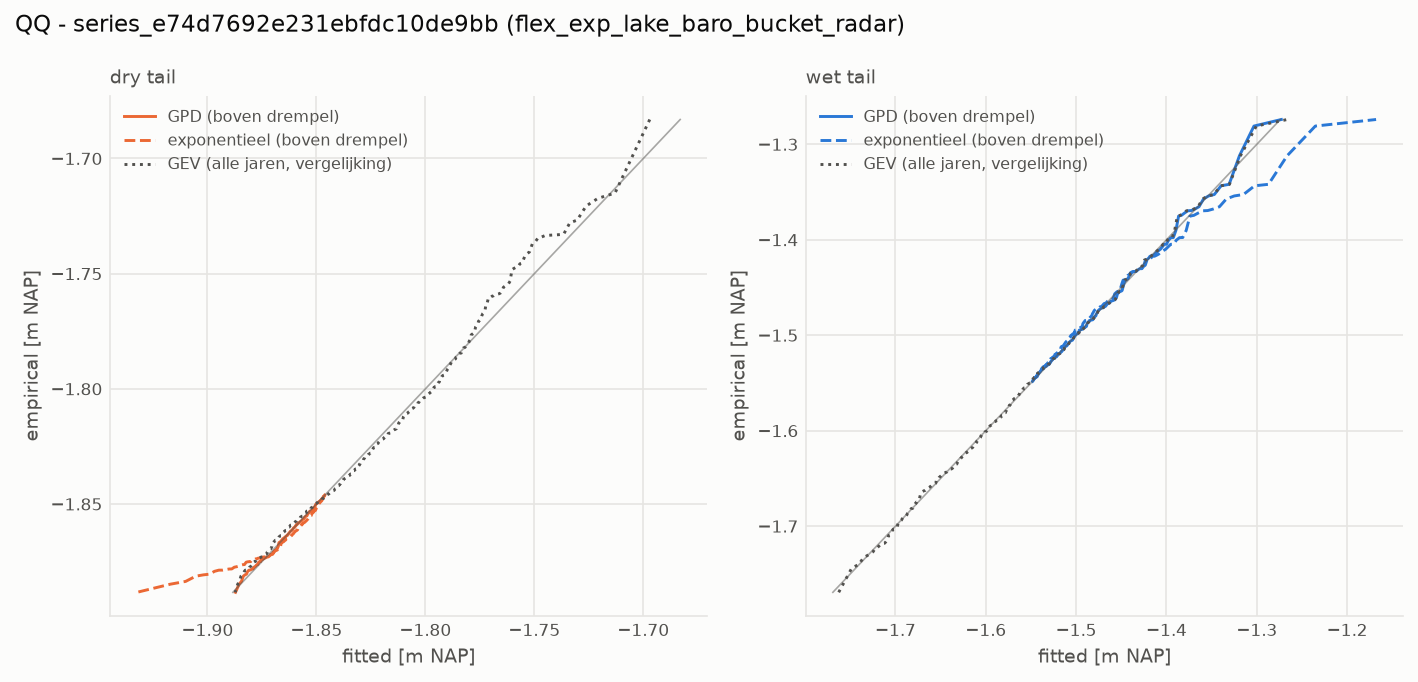 QQ - series_e74d7692e231ebfdc10de9bb (flex_exp_lake_baro_bucket_radar)
dry tail
GPD (boven drempel)
exponentieel (boven drempel)
GEV (alle jaren, vergelijking)
−1.70
−1.75
−1.80
−1.85
empirical [m NAP]
−1.90
−1.85
−1.80
−1.75
−1.70
fitted [m NAP]
wet tail
GPD (boven drempel)
exponentieel (boven drempel)
GEV (alle jaren, vergelijking)
−1.3
−1.4
−1.5
−1.6
−1.7
empirical [m NAP]
−1.7
−1.6
−1.5
−1.4
−1.3
−1.2
fitted [m NAP]